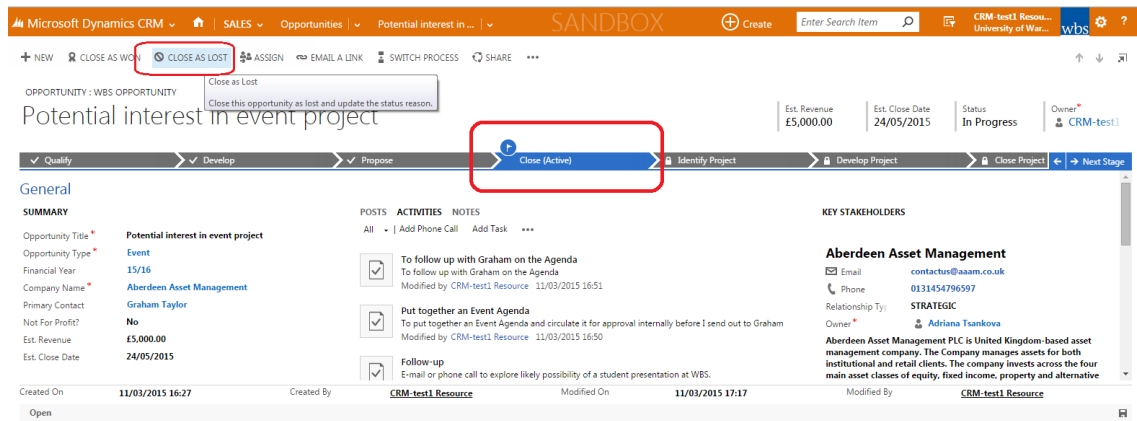 Microsoft Dynamics CRM SALES Opportunities Potential interest in ... SANDBOX Create Enter Search Item CRM-test1 Resou...
University of War... wbs ?
NEW CLOSE AS WON CLOSE AS LOST ASSIGN EMAIL A LINK SWITCH PROCESS SHARE •••
Close as Lost
Close this opportunity as lost and update the status reason.
OPPORTUNITY : WBS OPPORTUNITY
Potential interest in event project
Est. Revenue Est. Close Date Status Owner*
£5,000.00 24/05/2015 In Progress CRM-test1
Qualify Develop Propose Close (Active) Identify Project Develop Project Close Project Next Stage
General
SUMMARY POSTS ACTIVITIES NOTES KEY STAKEHOLDERS
All Add Phone Call Add Task •••
Opportunity Title * Potential interest in event project
Opportunity Type * Event
Financial Year 15/16
Company Name * Aberdeen Asset Management
Primary Contact Graham Taylor
Not For Profit? No
Est. Revenue £5,000.00
Est. Close Date 24/05/2015
To follow up with Graham on the Agenda
To follow up with Graham on the Agenda
Modified by CRM-test1 Resource 11/03/2015 16:51
Put together an Event Agenda
To put together an Event Agenda and circulate it for approval internally before I send out to Graham
Modified by CRM-test1 Resource 11/03/2015 16:50
Follow-up
E-mail or phone call to explore likely possibility of a student presentation at WBS.
Aberdeen Asset Management
Email contactus@aaam.co.uk
Phone 0131454796597
Relationship Ty STRATEGIC
Owner * Adriana Tsankova
Aberdeen Asset Management PLC is United Kingdom-based asset
management company. The Company manages assets for both
institutional and retail clients. The company invests across the four
main asset classes of equity, fixed income, property and alternative
Created On 11/03/2015 16:27 Created By CRM-test1 Resource Modified On 11/03/2015 17:17 Modified By CRM-test1 Resource
Open